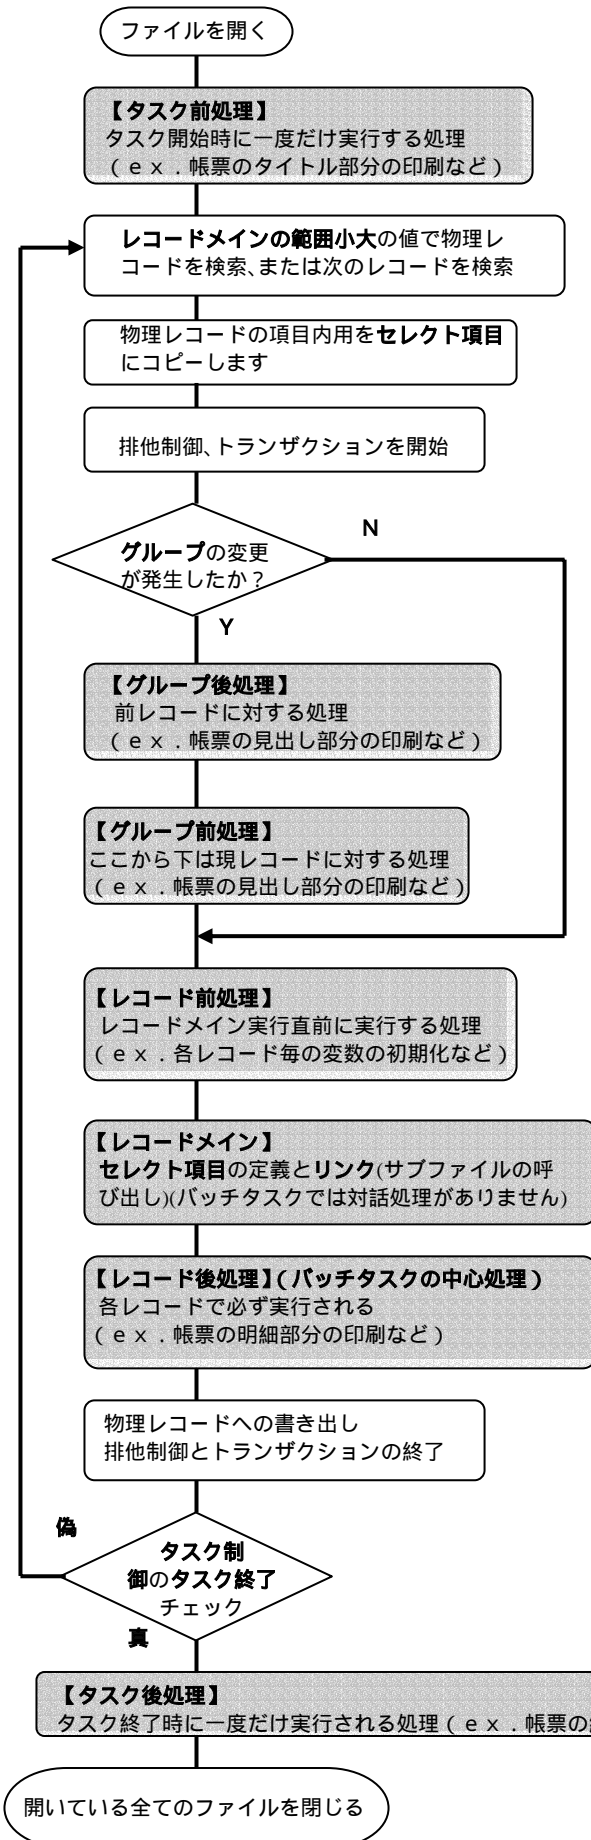 ファイルを開く
【タスク前処理】
タスク開始時に一度だけ実行する処理
（ｅｘ．帳票のタイトル部分の印刷など）
レコードメインの範囲小大の値で物理レ
コードを検索、または次のレコードを検索
物理レコードの項目内用をセレクト項目
にコピーします
排他制御、トランザクションを開始
グループの変更
が発生したか？
N
Y
【グループ後処理】
前レコードに対する処理
（ｅｘ．帳票の見出し部分の印刷など）
【グループ前処理】
ここから下は現レコードに対する処理
（ｅｘ．帳票の見出し部分の印刷など）
【レコード前処理】
レコードメイン実行直前に実行する処理
（ｅｘ．各レコード毎の変数の初期化など）
【レコードメイン】
セレクト項目の定義とリンク(サブファイルの呼
び出し)(バッチタスクでは対話処理がありません)
【レコード後処理】（バッチタスクの中心処理）
各レコードで必ず実行される
（ｅｘ．帳票の明細部分の印刷など）
物理レコードへの書き出し
排他制御とトランザクションの終了
偽
タスク制
御のタスク終了
チェック
真
【タスク後処理】
タスク終了時に一度だけ実行される処理（ｅｘ．帳票の
開いている全てのファイルを閉じる